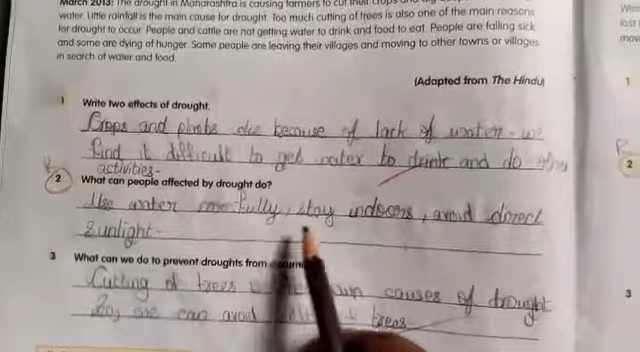 March 2013: The drought in Maharashtra is causing farmers to cut their crops and
water. Little rainfall is the main cause for drought. Too much cutting of trees is also one of the main reasons
for drought to occur. People and cattle are not getting water to drink and food to eat. People are falling sick
and some are dying of hunger. Some people are leaving their villages and moving to other towns or villages
in search of water and food.
(Adapted from The Hindu)
1 Write two effects of drought.
Crops and plants die because of lack of water. we
find it difficult to get water to drink and do
activities.
2 What can people affected by drought do?
Use water carefully, stay indoors, avoid direct
sunlight.
3 What can we do to prevent droughts from
Cutting of trees causes of drought
So, we can avoid trees
1
2
3